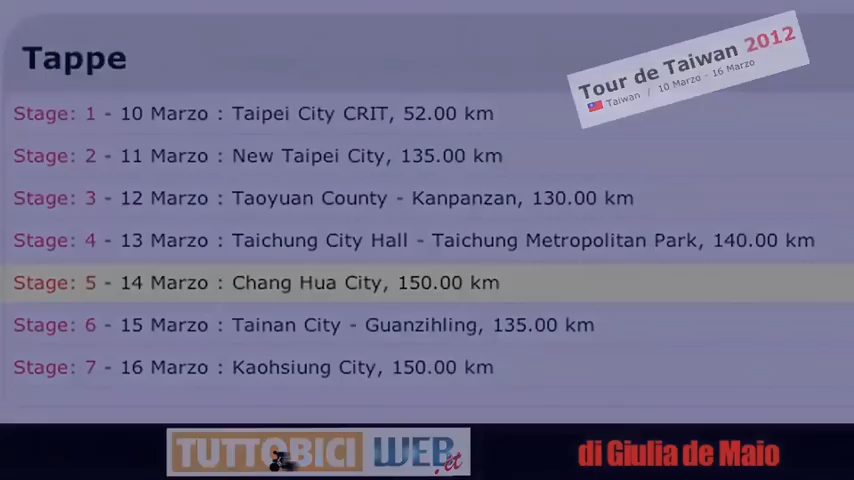 Tappe
Tour de Taiwan 2012
Taiwan / 10 Marzo - 16 Marzo
Stage: 1 - 10 Marzo : Taipei City CRIT, 52.00 km
Stage: 2 - 11 Marzo : New Taipei City, 135.00 km
Stage: 3 - 12 Marzo : Taoyuan County - Kanpanzan, 130.00 km
Stage: 4 - 13 Marzo : Taichung City Hall - Taichung Metropolitan Park, 140.00 km
Stage: 5 - 14 Marzo : Chang Hua City, 150.00 km
Stage: 6 - 15 Marzo : Tainan City - Guanzihling, 135.00 km
Stage: 7 - 16 Marzo : Kaohsiung City, 150.00 km
TUTTOBICI WEB.it
di Giulia de Maio